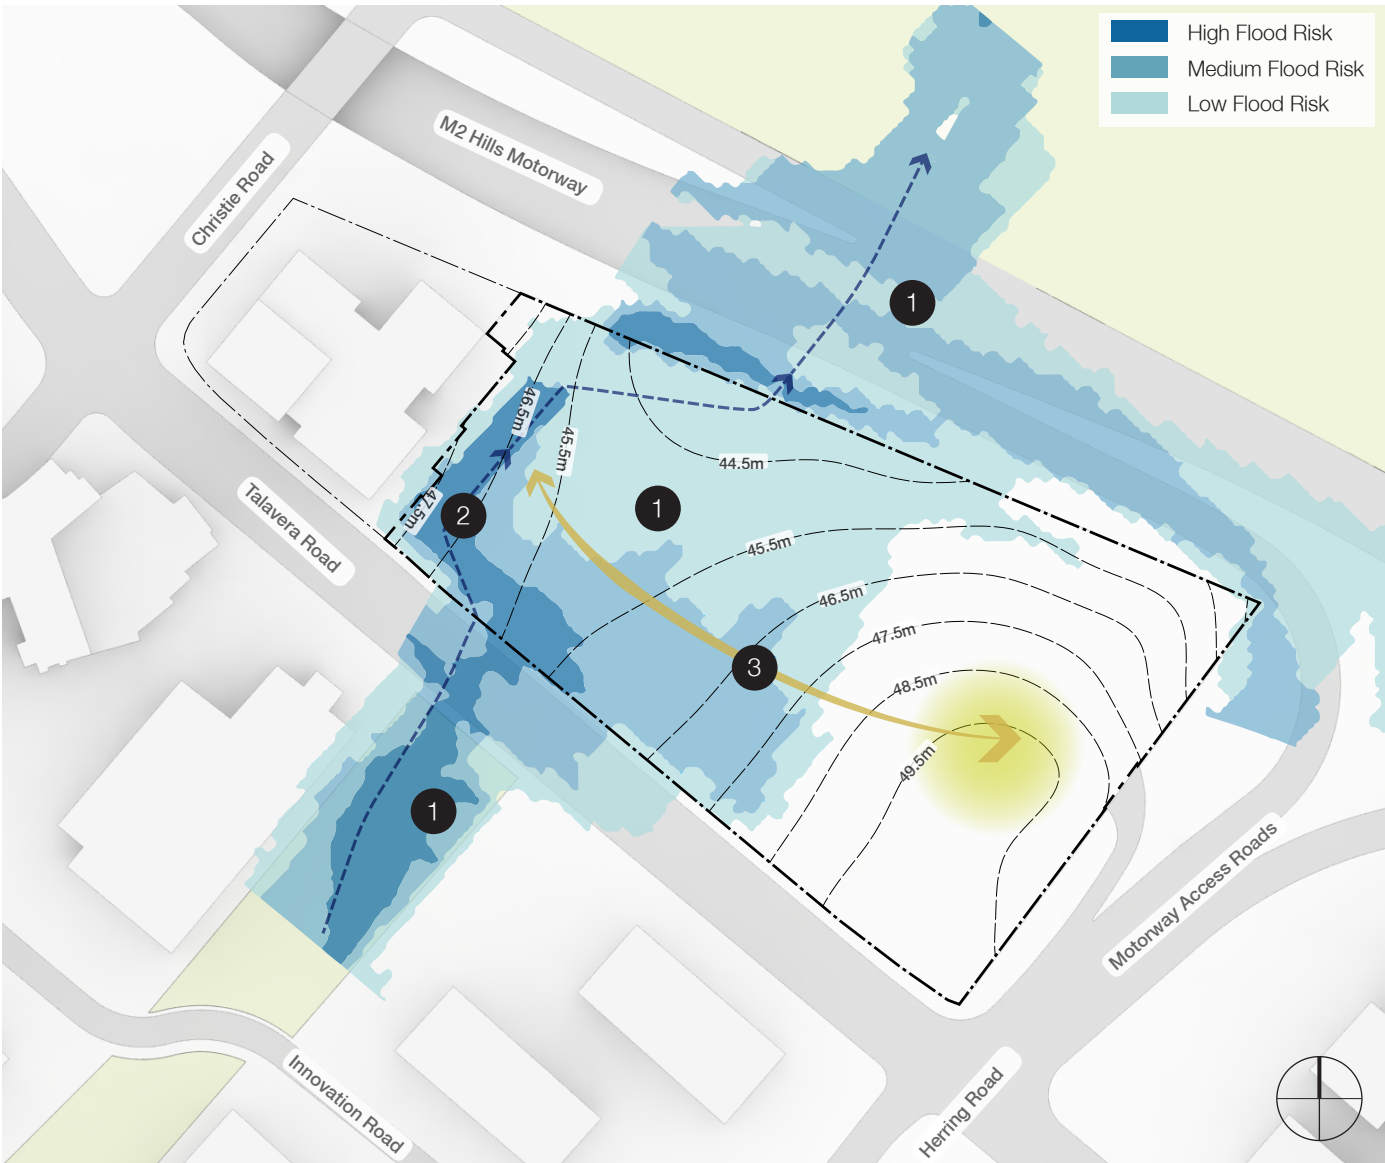 High Flood Risk
Medium Flood Risk
Low Flood Risk
M2 Hills Motorway
Christie Road
1
46.5m
45.5m
44.5m
47.5m
2
1
45.5m
46.5m
47.5m
Talavera Road
3
48.5m
49.5m
1
Motorway Access Roads
Innovation Road
Herring Road